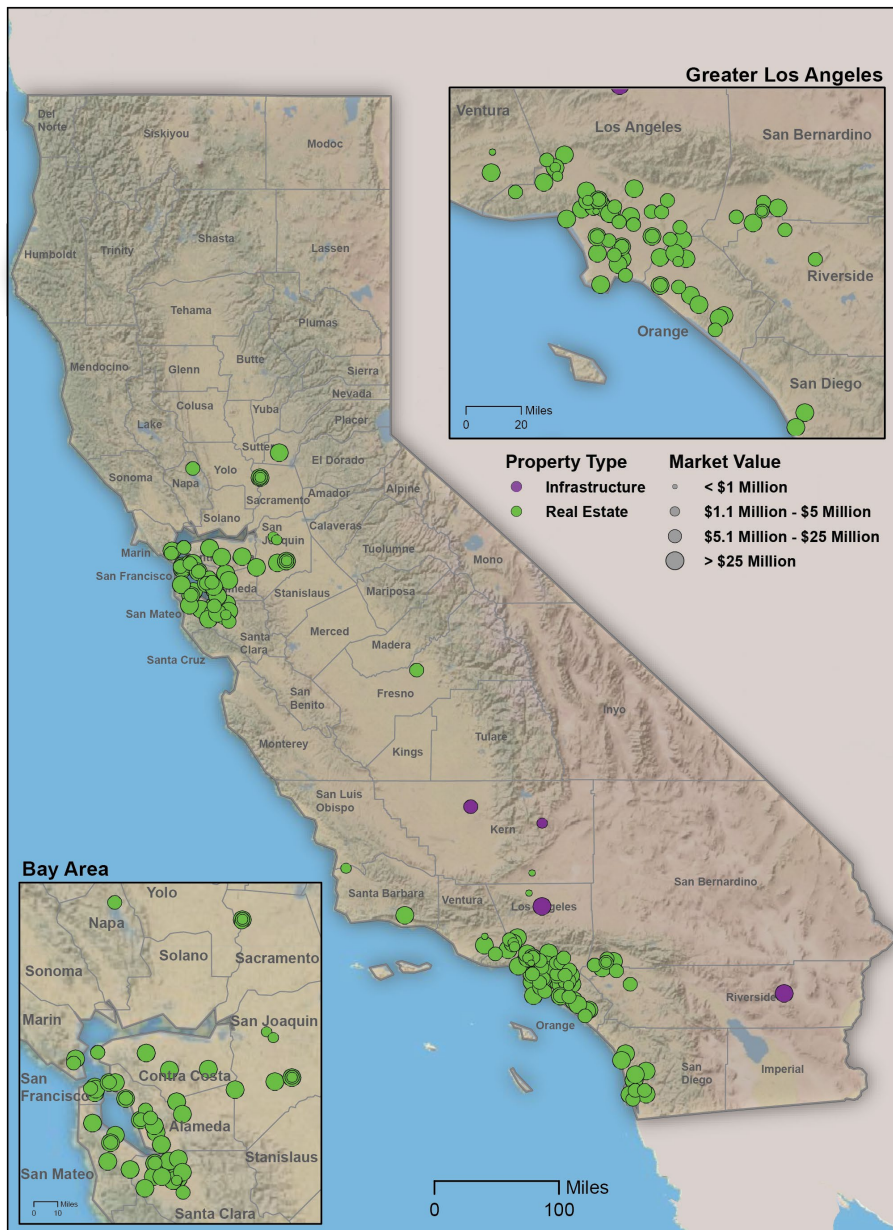 Greater Los Angeles
Ventura
Los Angeles
San Bernardino
Riverside
Orange
San Diego
Miles
0 20
Property Type
Infrastructure
Real Estate
Market Value
< $1 Million
$1.1 Million - $5 Million
$5.1 Million - $25 Million
> $25 Million
Del
Norte
Siskiyou
Modoc
Humboldt
Trinity
Shasta
Lassen
Tehama
Plumas
Mendocino
Glenn
Butte
Sierra
Nevada
Colusa
Yuba
Placer
Lake
Sutter
El Dorado
Sonoma
Napa
Yolo
Sacramento
Amador
Alpine
Solano
Calaveras
San
Joaquin
Marin
Tuolumne
Mono
San Francisco
Stanislaus
Mariposa
San Mateo
Merced
Santa
Clara
Madera
Santa Cruz
Fresno
San
Benito
Inyo
Monterey
Kings
Tulare
San Luis
Obispo
Kern
Santa Barbara
Ventura
Los Angeles
San Bernardino
Riverside
Orange
San
Diego
Imperial
Bay Area
Yolo
Napa
Solano
Sacramento
Sonoma
Marin
San Joaquin
Contra Costa
San
Francisco
Alameda
Stanislaus
San Mateo
Santa Clara
Miles
0 10
Miles
0 100